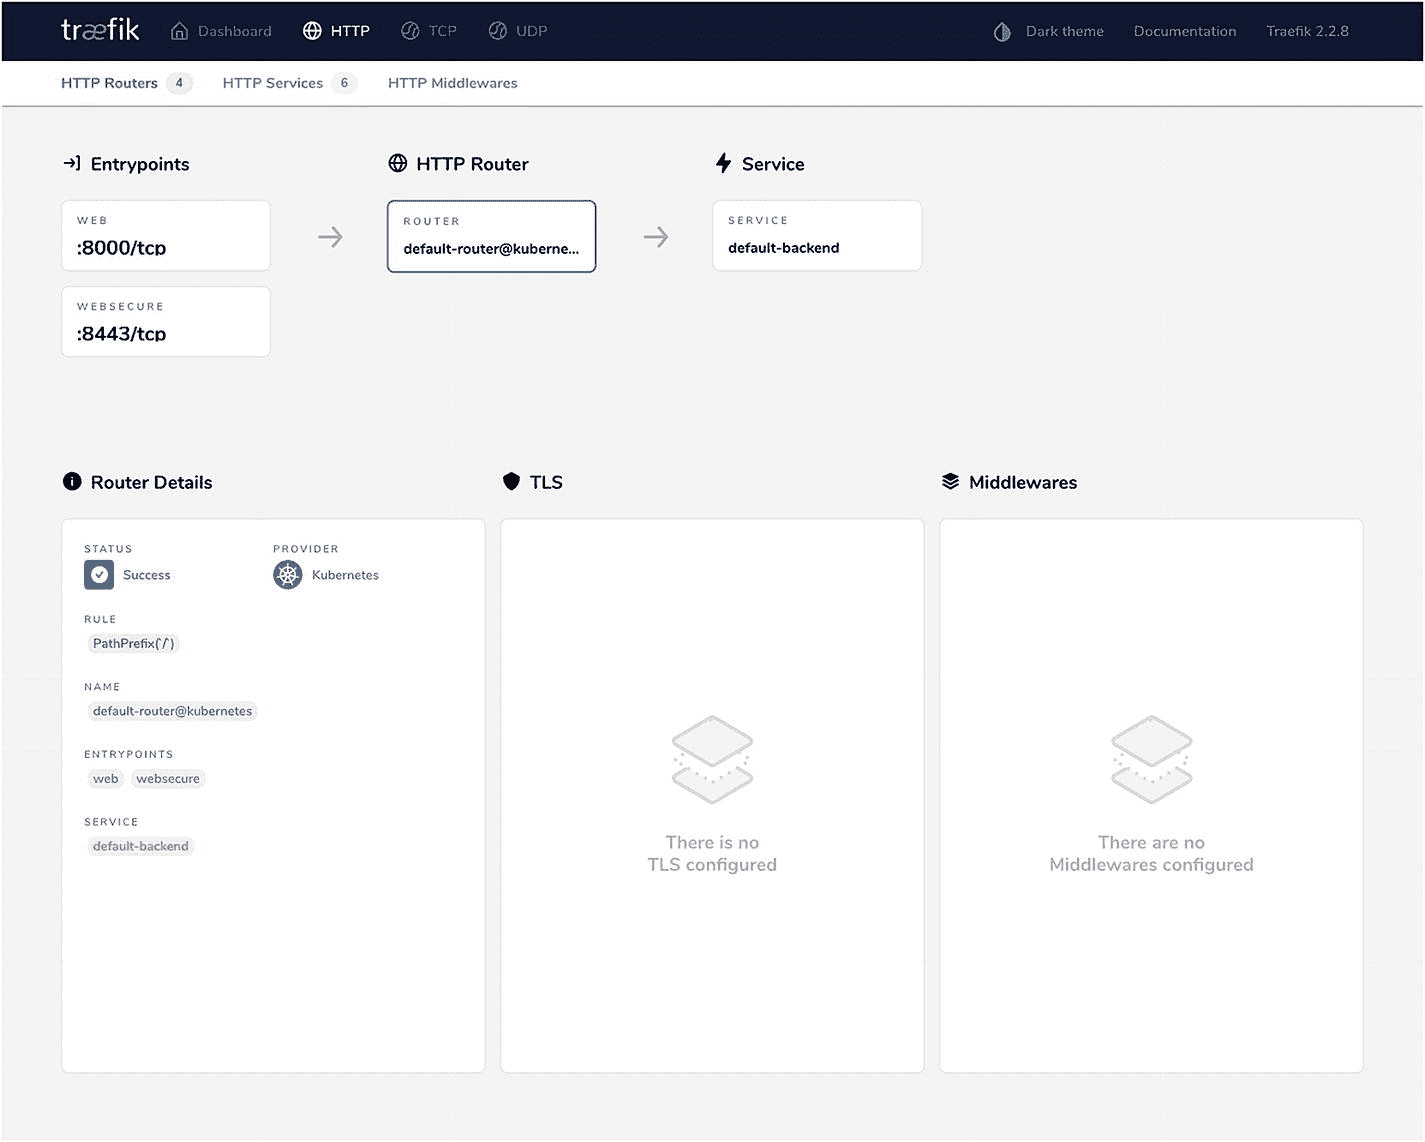 træfik Dashboard HTTP TCP UDP Dark theme Documentation Traefik 2.2.8
HTTP Routers 4 HTTP Services 6 HTTP Middlewares
Entrypoints HTTP Router Service
WEB
:8000/tcp
ROUTER
default-router@kuberne...
SERVICE
default-backend
WEBSECURE
:8443/tcp
Router Details
TLS
Middlewares
STATUS PROVIDER
Success Kubernetes
RULE
PathPrefix(`/`)
NAME
default-router@kubernetes
ENTRYPOINTS
web websecure
SERVICE
default-backend
There is no
TLS configured
There are no
Middlewares configured